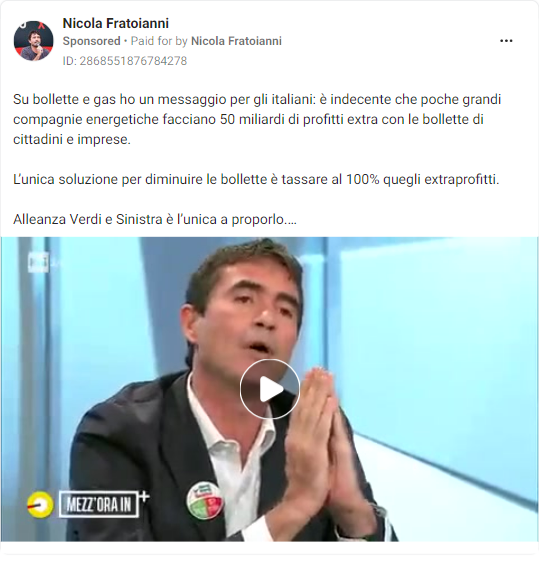 Nicola Fratoianni
Sponsored • Paid for by Nicola Fratoianni
ID: 2868551876784278
Su bollette e gas ho un messaggio per gli italiani: è indecente che poche grandi
compagnie energetiche facciano 50 miliardi di profitti extra con le bollette di
cittadini e imprese.
L'unica soluzione per diminuire le bollette è tassare al 100% quegli extraprofitti.
Alleanza Verdi e Sinistra è l'unica a proporlo....
Rai
MEZZ'ORA IN +